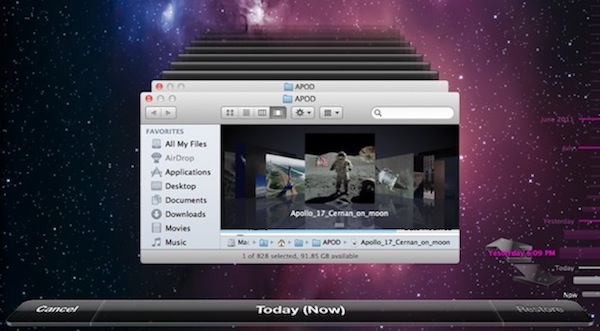 APOD
APOD
FAVORITES
All My Files
AirDrop
Applications
Desktop
Documents
Downloads
Movies
Music
Apollo_17_Cernan_on_moon
Mac
APOD
Apollo_17_Cernan_on_moon
1 of 828 selected, 91.85 GB available
June 2011
July
Yesterday
Yesterday 6:09 PM
Today
Now
Cancel
Today (Now)
Restore